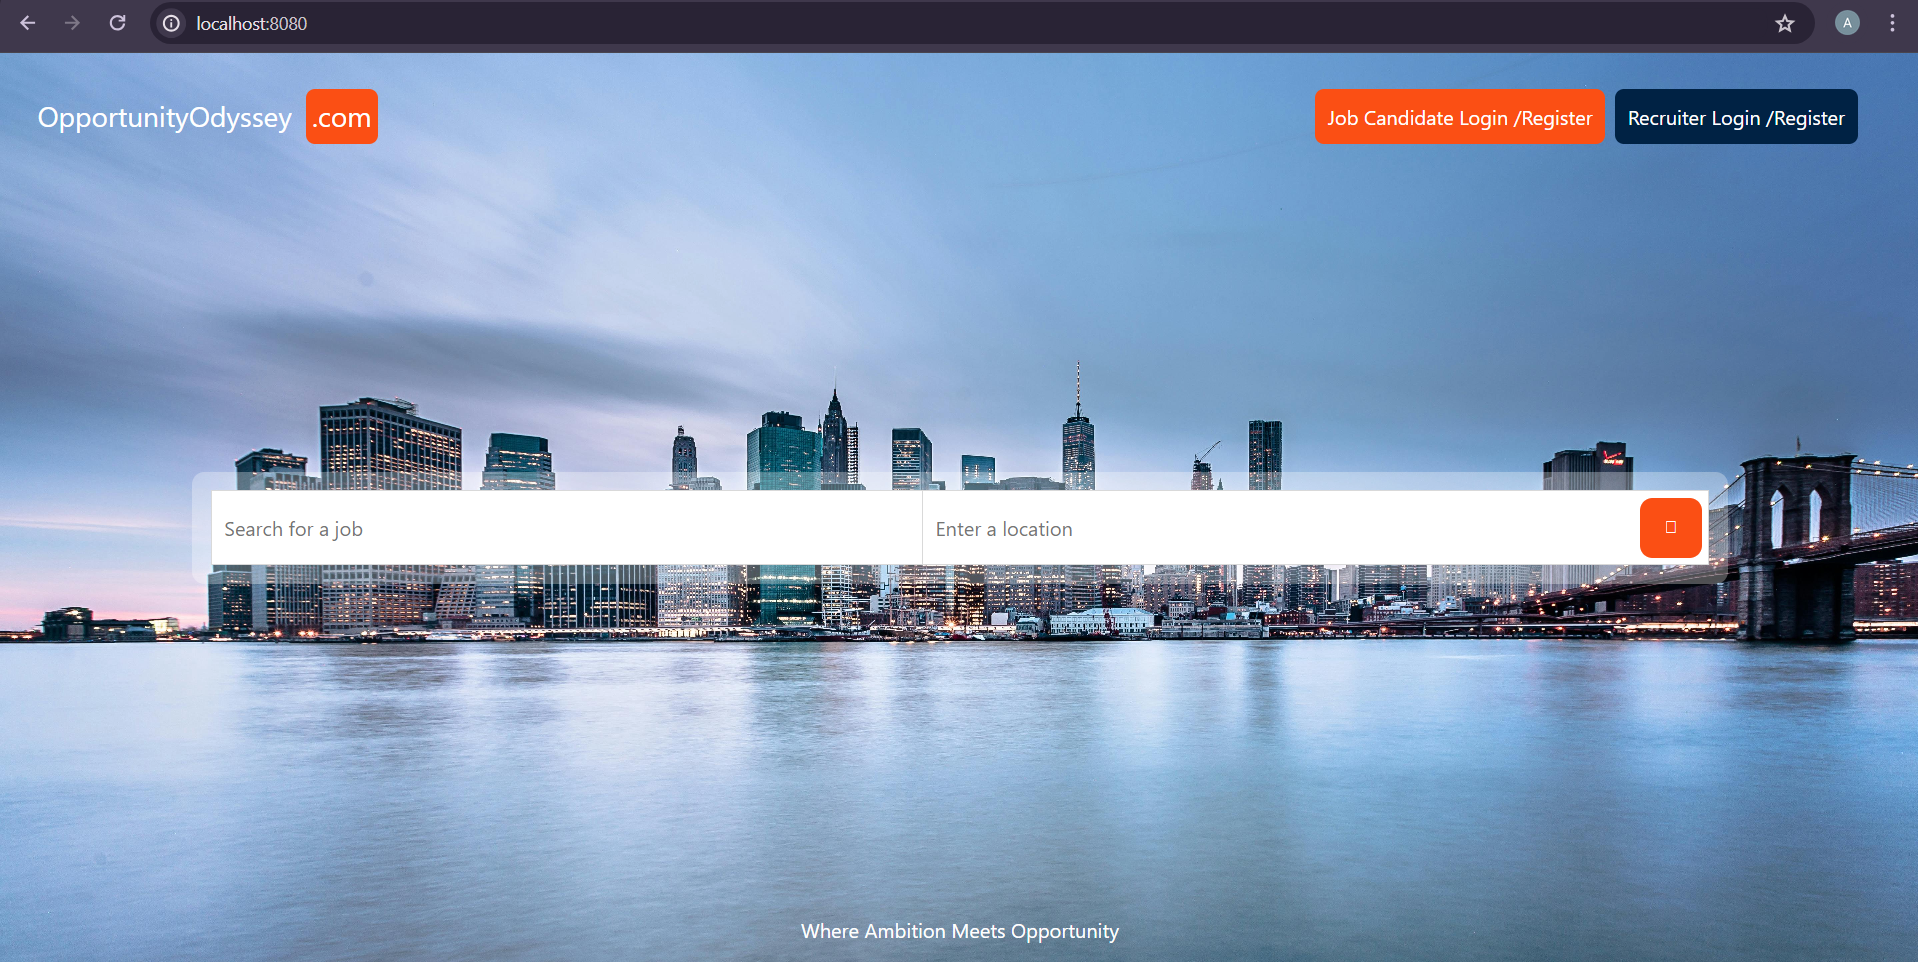 localhost:8080
A
OpportunityOdyssey .com
Job Candidate Login /Register
Recruiter Login /Register
Search for a job
Enter a location
Where Ambition Meets Opportunity